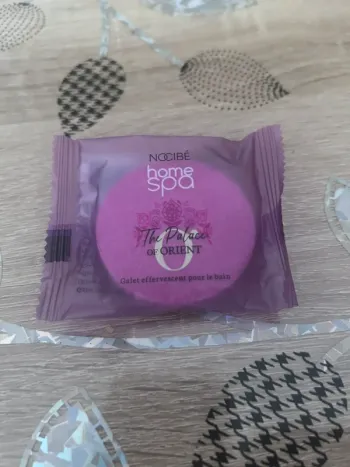 NOCIBÉ
home
spa
The Palace
OF ORIENT
O
Galet effervescent pour le bain